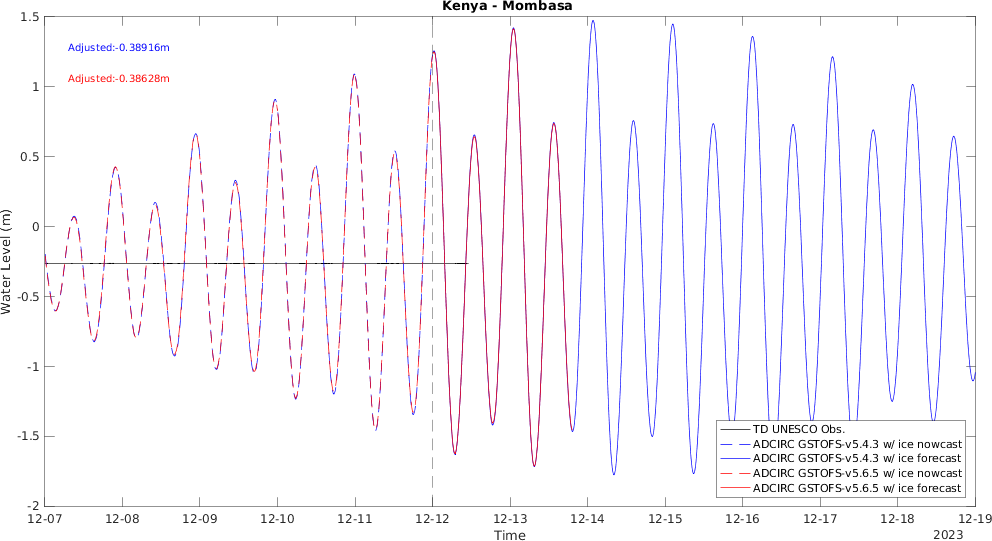 Kenya - Mombasa
Adjusted:-0.38916m
Adjusted:-0.38628m
1.5
1
0.5
0
-0.5
-1
-1.5
-2
Water Level (m)
TD UNESCO Obs.
ADCIRC GSTOFS-v5.4.3 w/ ice nowcast
ADCIRC GSTOFS-v5.4.3 w/ ice forecast
ADCIRC GSTOFS-v5.6.5 w/ ice nowcast
ADCIRC GSTOFS-v5.6.5 w/ ice forecast
12-07 12-08 12-09 12-10 12-11 12-12 12-13 12-14 12-15 12-16 12-17 12-18 12-19
Time
2023